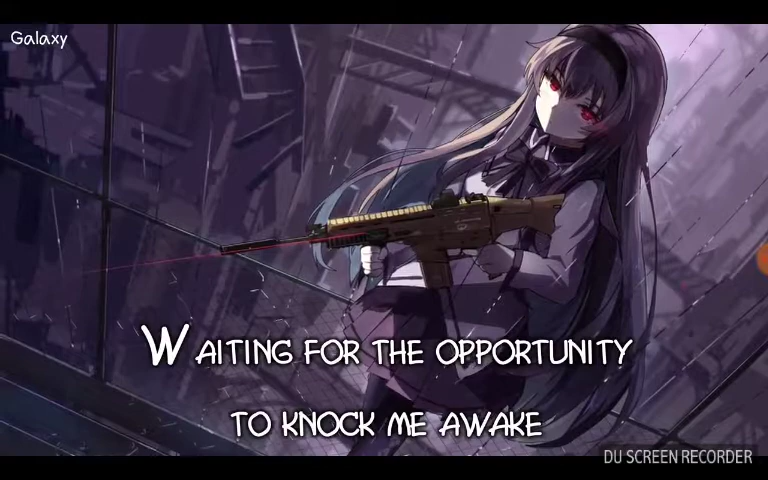 Galaxy
WAITING FOR THE OPPORTUNITY
TO KNOCK ME AWAKE
DU SCREEN RECORDER